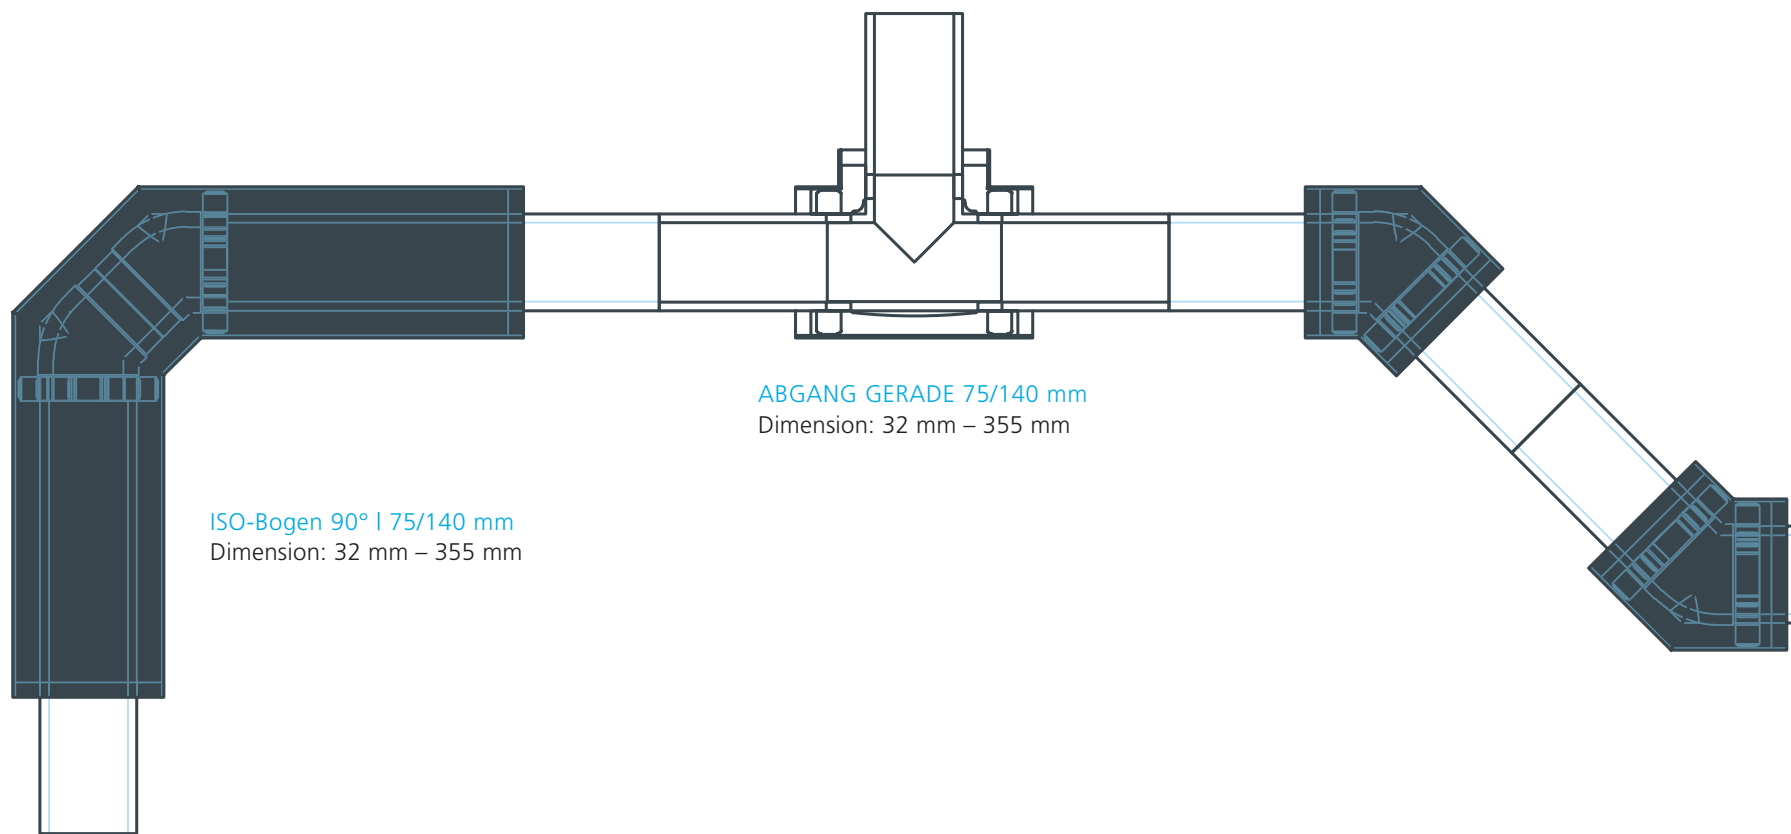 ABGANG GERADE 75/140 mm
Dimension: 32 mm – 355 mm
ISO-Bogen 90° | 75/140 mm
Dimension: 32 mm – 355 mm